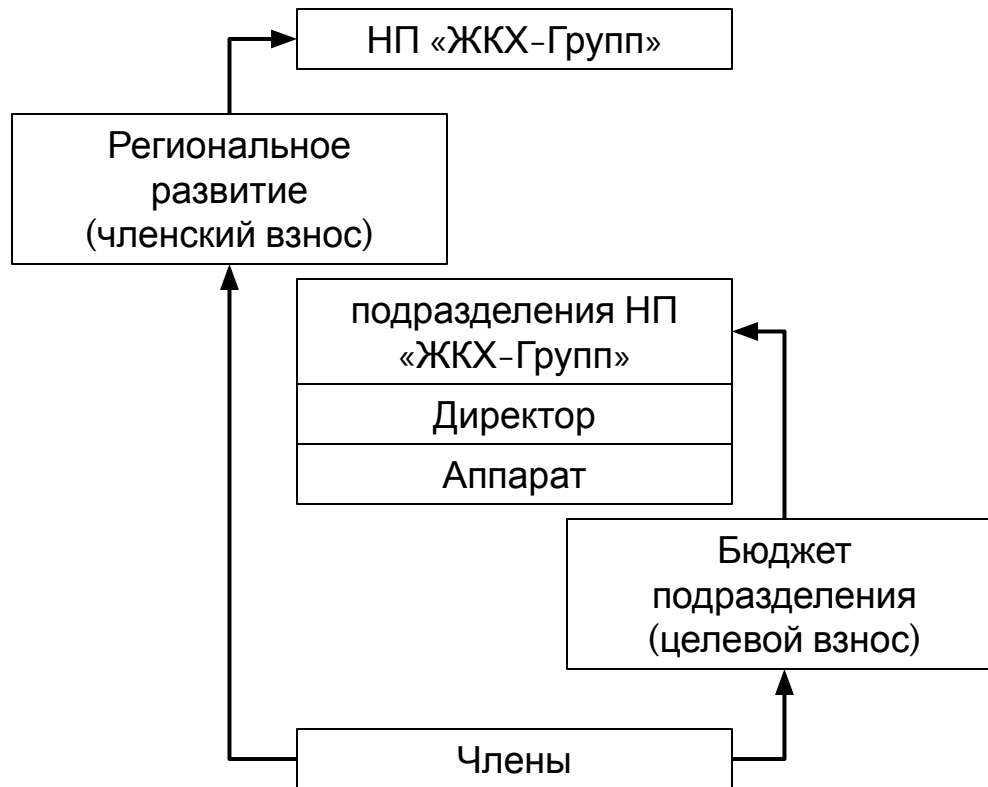 НП «ЖКХ-Групп»
Региональное
развитие
(членский взнос)
подразделения НП
«ЖКХ-Групп»
Директор
Аппарат
Бюджет
подразделения
(целевой взнос)
Члены